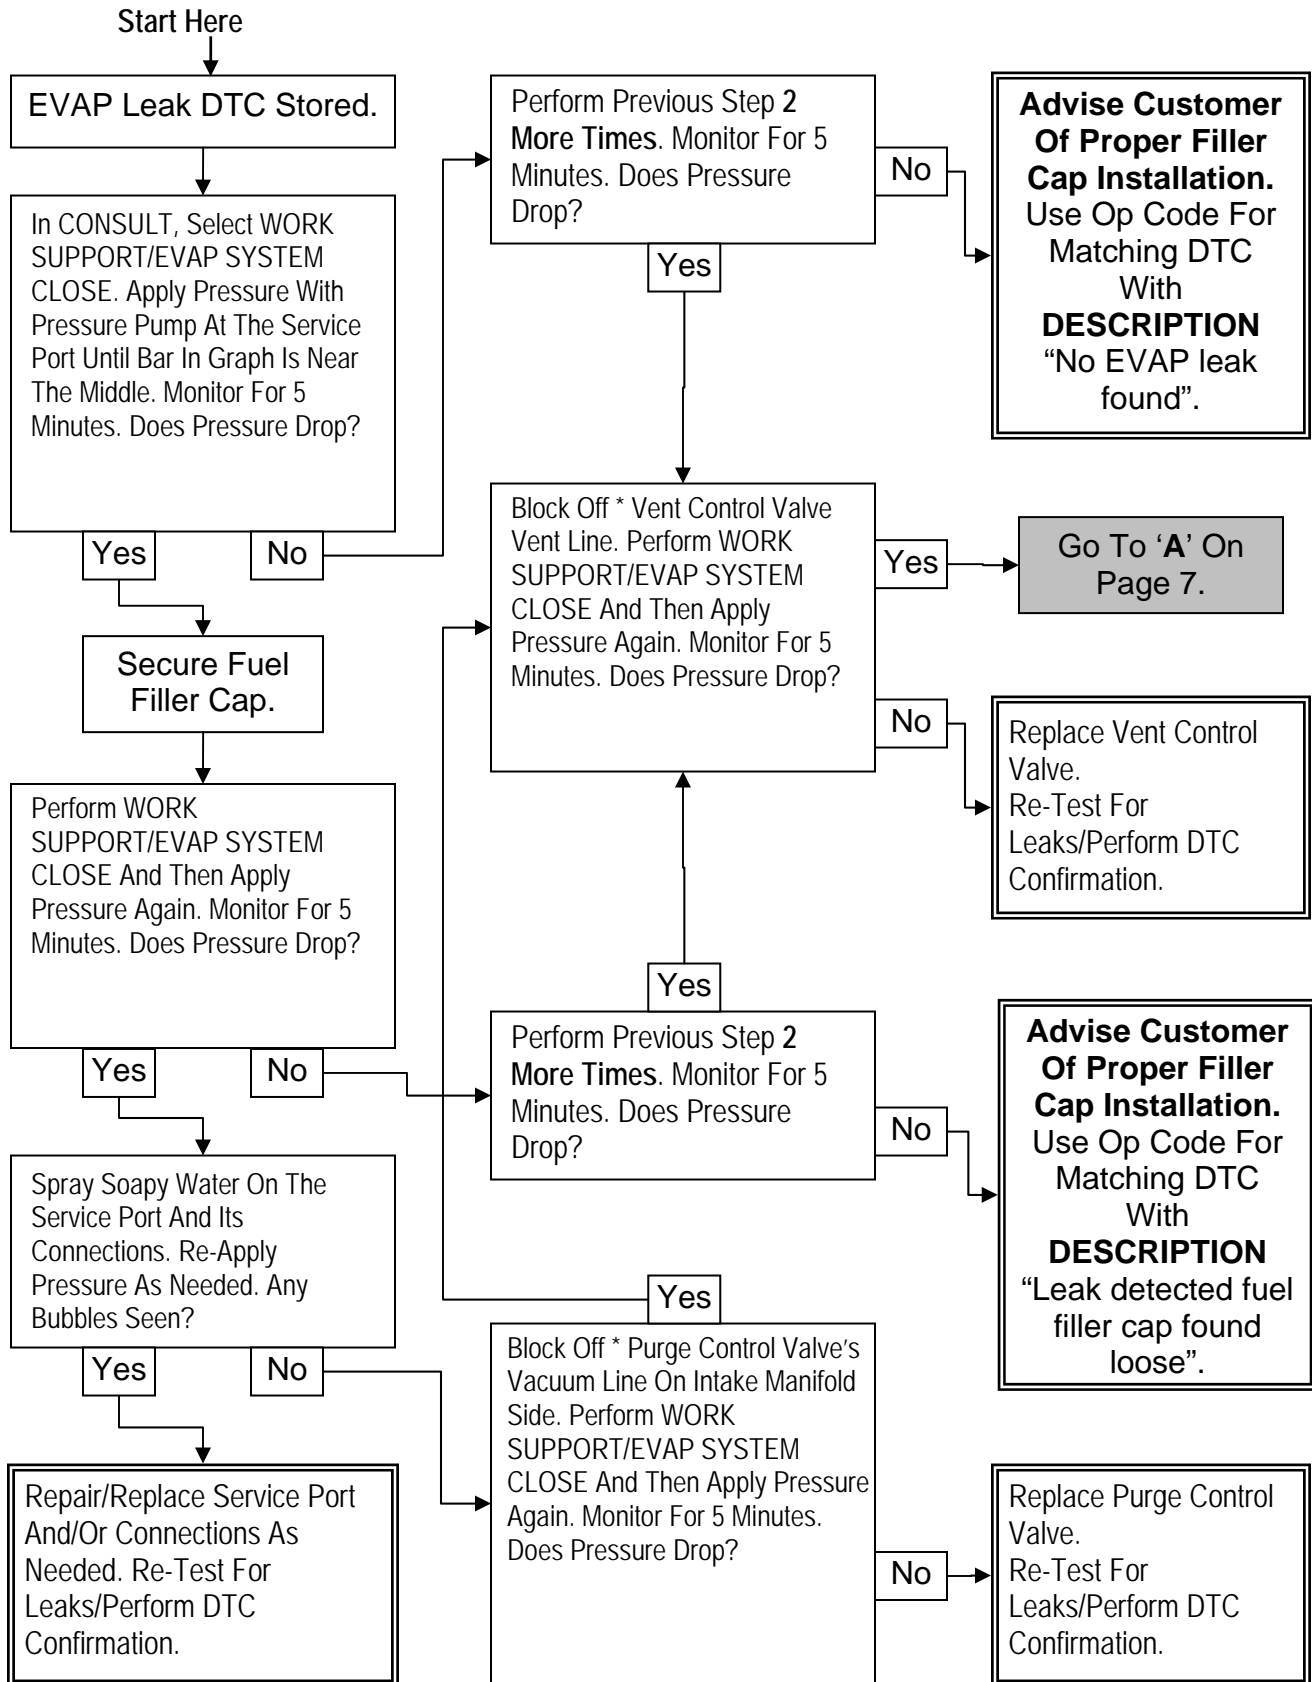 Start Here
EVAP Leak DTC Stored.
In CONSULT, Select WORK
SUPPORT/EVAP SYSTEM
CLOSE. Apply Pressure With
Pressure Pump At The Service
Port Until Bar In Graph Is Near
The Middle. Monitor For 5
Minutes. Does Pressure Drop?
Yes
No
Secure Fuel
Filler Cap.
Perform WORK
SUPPORT/EVAP SYSTEM
CLOSE And Then Apply
Pressure Again. Monitor For 5
Minutes. Does Pressure Drop?
Yes
No
Spray Soapy Water On The
Service Port And Its
Connections. Re-Apply
Pressure As Needed. Any
Bubbles Seen?
Yes
No
Repair/Replace Service Port
And/Or Connections As
Needed. Re-Test For
Leaks/Perform DTC
Confirmation.
Perform Previous Step 2
More Times. Monitor For 5
Minutes. Does Pressure
Drop?
No
Yes
Block Off * Vent Control Valve
Vent Line. Perform WORK
SUPPORT/EVAP SYSTEM
CLOSE And Then Apply
Pressure Again. Monitor For 5
Minutes. Does Pressure Drop?
Yes
No
Yes
Perform Previous Step 2
More Times. Monitor For 5
Minutes. Does Pressure
Drop?
No
Yes
Block Off * Purge Control Valve's
Vacuum Line On Intake Manifold
Side. Perform WORK
SUPPORT/EVAP SYSTEM
CLOSE And Then Apply Pressure
Again. Monitor For 5 Minutes.
Does Pressure Drop?
No
Advise Customer
Of Proper Filler
Cap Installation.
Use Op Code For
Matching DTC
With
DESCRIPTION
“No EVAP leak
found”.
Go To ‘A’ On
Page 7.
Replace Vent Control
Valve.
Re-Test For
Leaks/Perform DTC
Confirmation.
Advise Customer
Of Proper Filler
Cap Installation.
Use Op Code For
Matching DTC
With
DESCRIPTION
“Leak detected fuel
filler cap found
loose”.
Replace Purge Control
Valve.
Re-Test For
Leaks/Perform DTC
Confirmation.